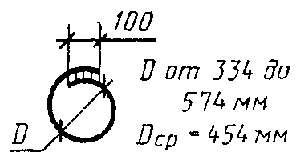 100
D от 334 до
574 мм
Dср = 454 мм
D